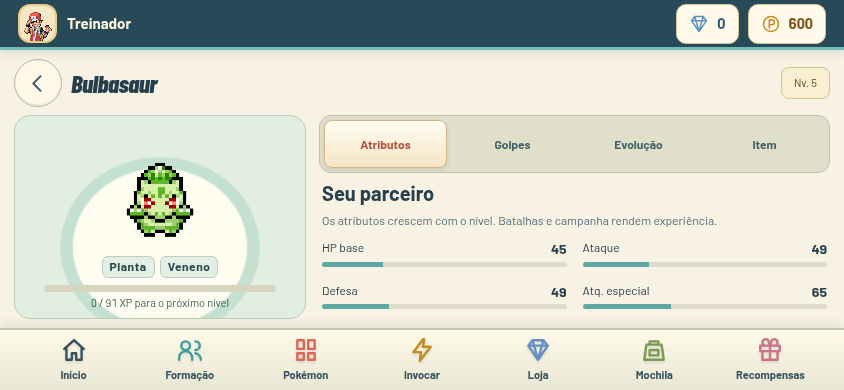 Treinador
0
600
Bulbasaur
Nv. 5
Atributos
Golpes
Evolução
Item
Seu parceiro
Os atributos crescem com o nível. Batalhas e campanha rendem experiência.
HP base 45
Ataque 49
Defesa 49
Atq. especial 65
Planta
Veneno
0 / 91 XP para o próximo nível
Início
Formação
Pokémon
Invocar
Loja
Mochila
Recompensas